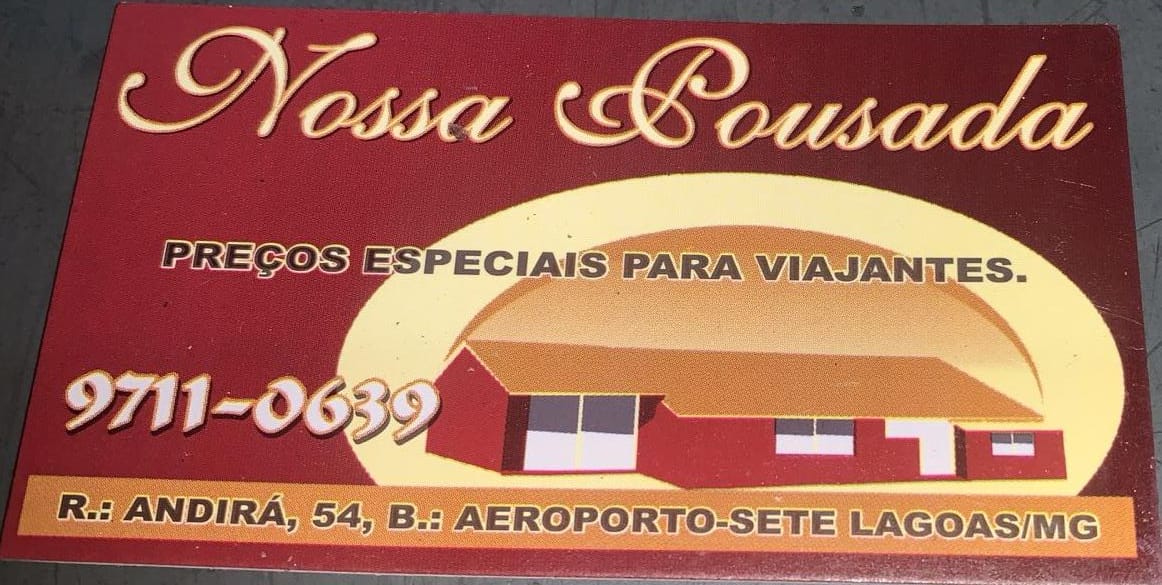 Nossa Pousada
PREÇOS ESPECIAIS PARA VIAJANTES.
9711-0639
R.: ANDIRÁ, 54, B.: AEROPORTO-SETE LAGOAS/MG